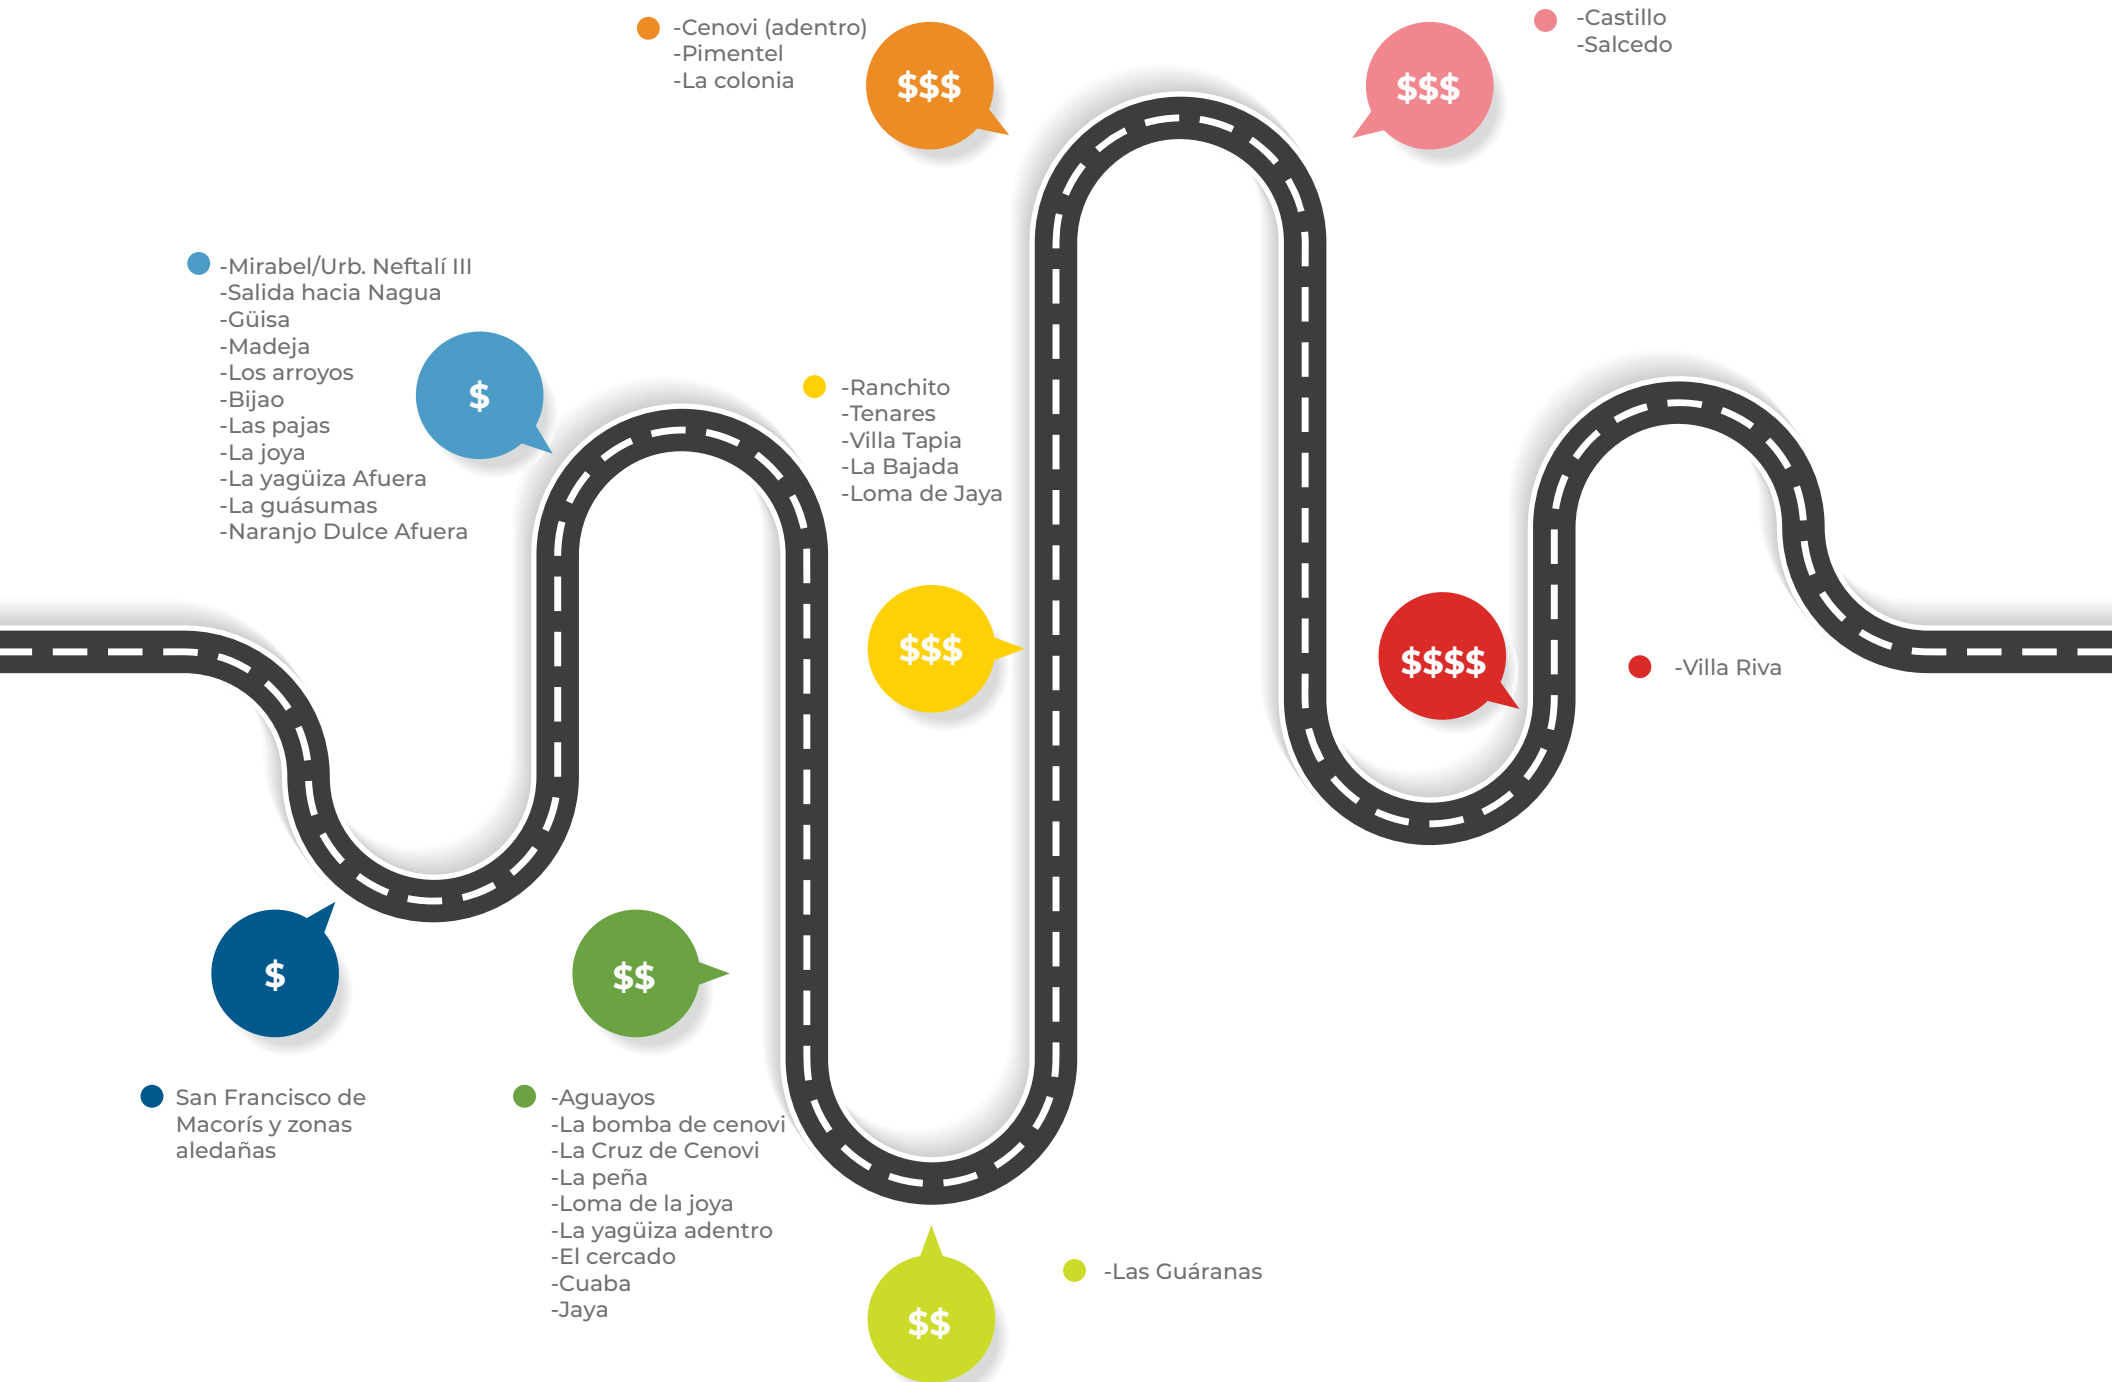 -Cenovi (adentro)
-Pimentel
-La colonia
$$$
-Castillo
-Salcedo
$$$
-Mirabel/Urb. Neftalí III
-Salida hacia Nagua
-Güisa
-Madeja
-Los arroyos
-Bijao
-Las pajas
-La joya
-La yagüiza Afuera
-La guásumas
-Naranjo Dulce Afuera
$
-Ranchito
-Tenares
-Villa Tapia
-La Bajada
-Loma de Jaya
$$$
$$$$
-Villa Riva
$
San Francisco de
Macorís y zonas
aledañas
$$
-Aguayos
-La bomba de cenovi
-La Cruz de Cenovi
-La peña
-Loma de la joya
-La yagüiza adentro
-El cercado
-Cuaba
-Jaya
$$
-Las Guáranas